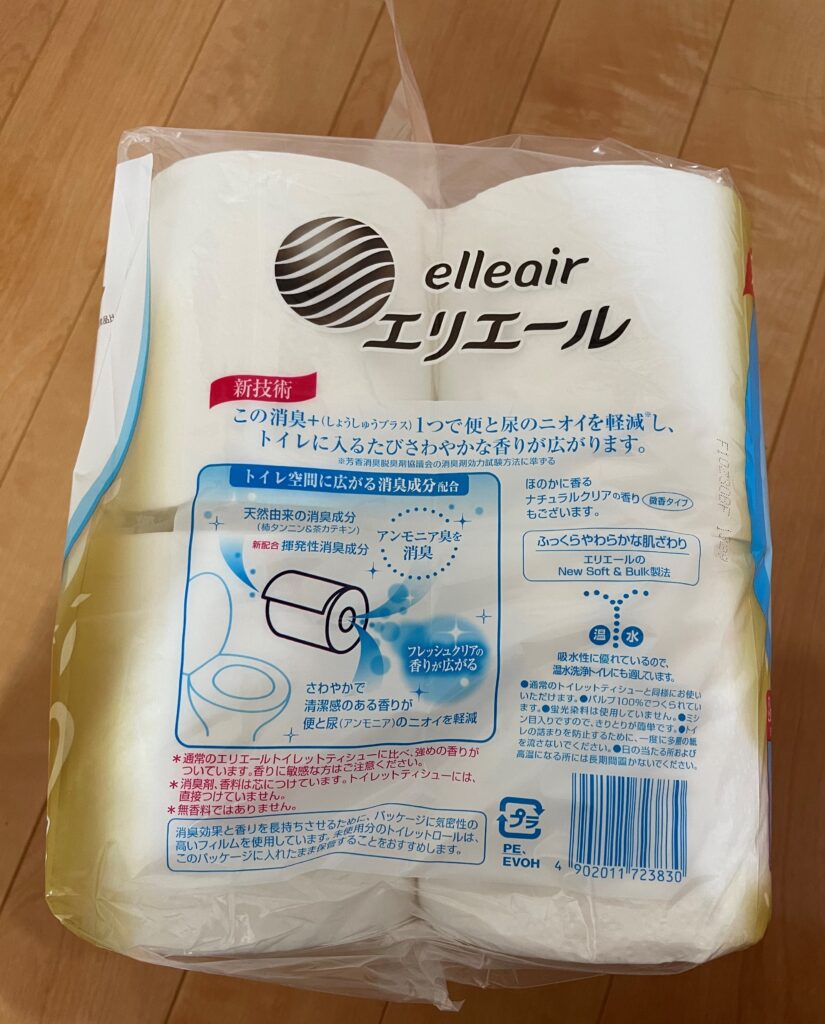 elleair
エリエール
新技術
この消臭+(しょうしゅうプラス)1つで便と尿のニオイを軽減※し、
トイレに入るたびさわやかな香りが広がります。
※芳香消臭脱臭剤協議会の消臭剤効力試験方法に準ずる
トイレ空間に広がる消臭成分配合
天然由来の消臭成分
(柿タンニン&茶カテキン)
新配合 揮発性消臭成分
アンモニア臭を
消臭
フレッシュクリアの
香りが広がる
さわやかで
清潔感のある香りが
便と尿(アンモニア)のニオイを軽減
*通常のエリエールトイレットティシューに比べ、強めの香りが
ついています。香りに敏感な方はご注意ください。
*消臭剤、香料は芯につけています。トイレットティシューには、
直接つけていません。
*無香料ではありません。
消臭効果と香りを長持ちさせるために、パッケージに気密性の
高いフィルムを使用しています。未使用分のトイレットロールは、
このパッケージに入れたまま保管することをおすすめします。
ほのかに香る
ナチュラルクリアの香り 微香タイプ
もございます。
ふっくらやわらかな肌ざわり
エリエールの
New Soft & Bulk製法
温 水
吸水性に優れているので、
温水洗浄トイレにも適しています。
●通常のトイレットティシューと同様にお使い
いただけます。●パルプ100%でつくられてい
ます。●蛍光染料は使用していません。●ミシ
ン目入りですので、きりとりが簡単です。●トイ
レの詰まりを防止するために、一度に多量の紙
を流さないでください。●日の当たる所および
高温になる所には長期間置かないでください。
プラ
PE、
EVOH
4 902011 723830